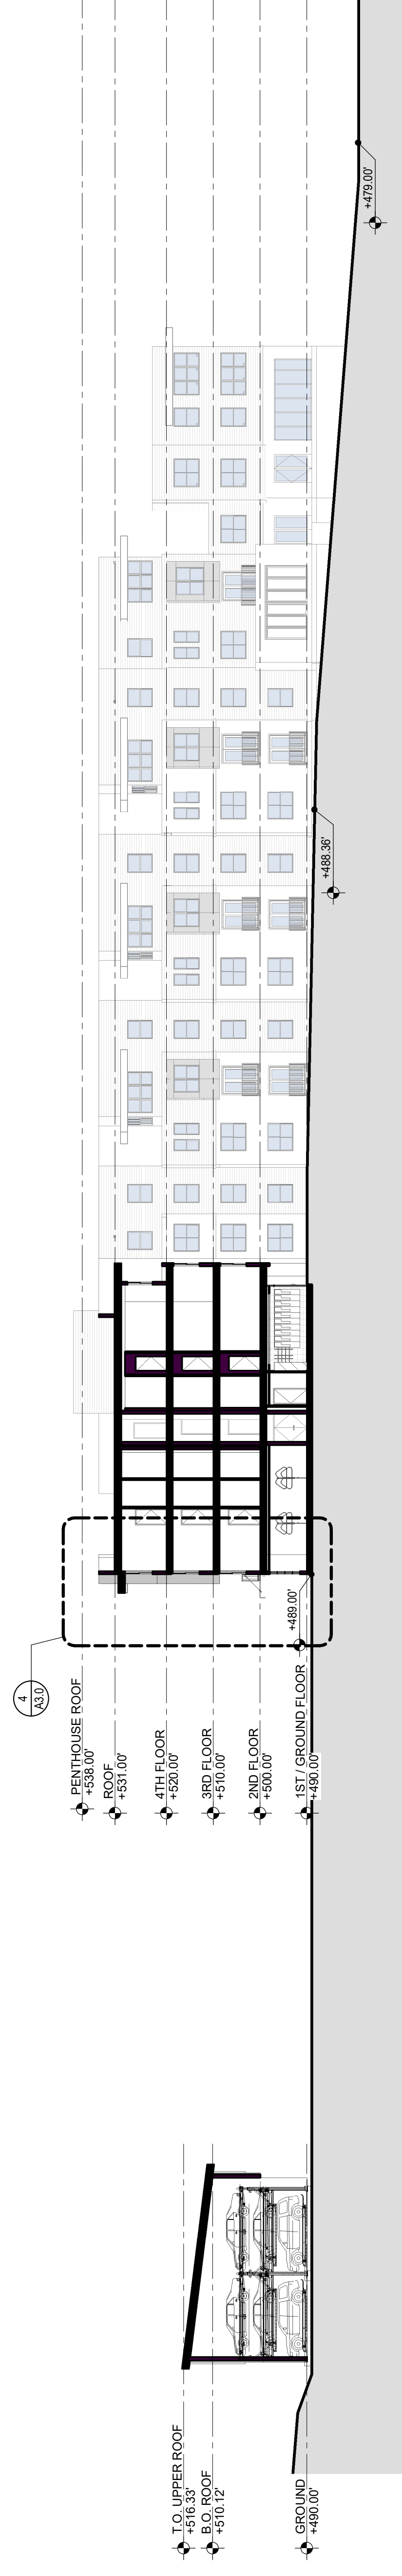 T.O. UPPER ROOF
+516.33'
B.O. ROOF
+510.12'
GROUND
+490.00'
4
A3.0
PENTHOUSE ROOF
+538.00'
ROOF
+531.00'
4TH FLOOR
+520.00'
3RD FLOOR
+510.00'
2ND FLOOR
+500.00'
1ST / GROUND FLOOR
+490.00'
+489.00'
+488.36'
+479.00'